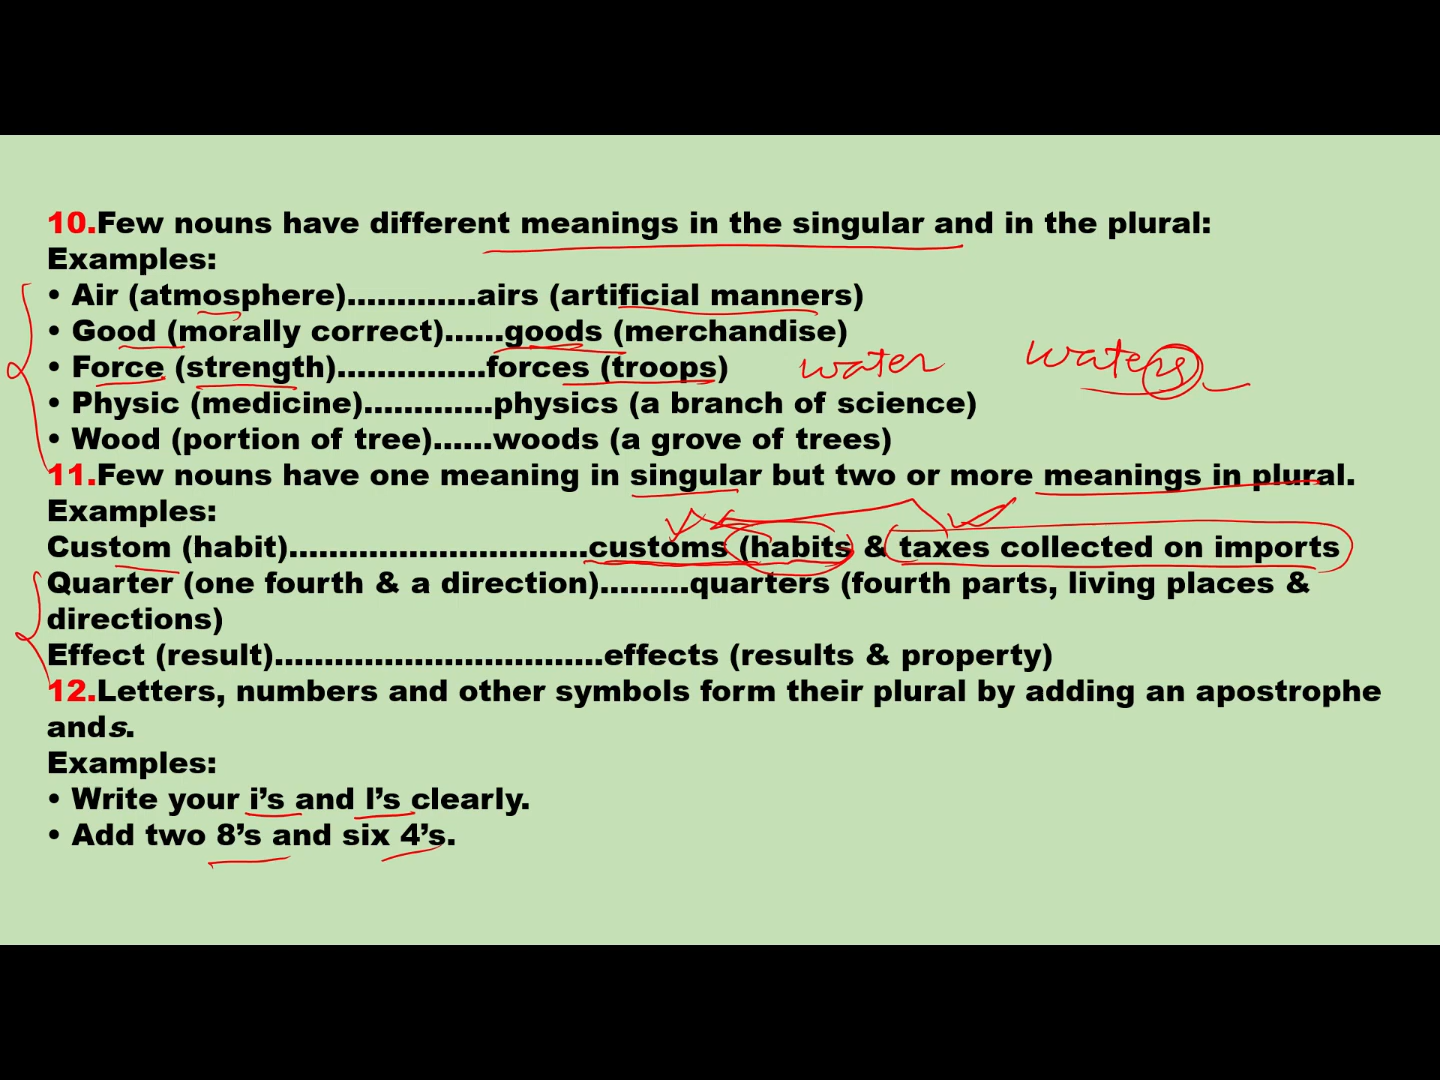 10.Few nouns have different meanings in the singular and in the plural:
Examples:
• Air (atmosphere).............airs (artificial manners)
• Good (morally correct)......goods (merchandise)
• Force (strength)...............forces (troops) water waters
• Physic (medicine).............physics (a branch of science)
• Wood (portion of tree)......woods (a grove of trees)
11.Few nouns have one meaning in singular but two or more meanings in plural.
Examples:
Custom (habit)..............................customs (habits & taxes collected on imports
Quarter (one fourth & a direction).........quarters (fourth parts, living places &
directions)
Effect (result).................................effects (results & property)
12.Letters, numbers and other symbols form their plural by adding an apostrophe
ands.
Examples:
• Write your i’s and l’s clearly.
• Add two 8’s and six 4’s.